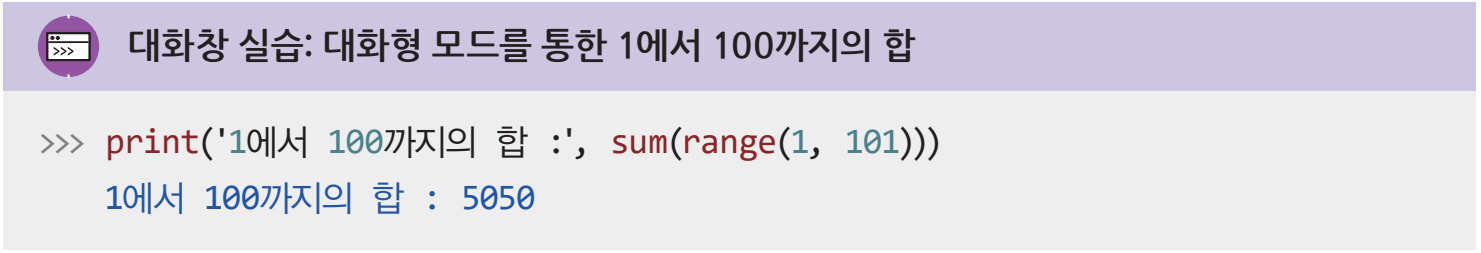 >>>
대화창 실습: 대화형 모드를 통한 1에서 100까지의 합
>>> print('1에서 100까지의 합 :', sum(range(1, 101)))
1에서 100까지의 합 : 5050